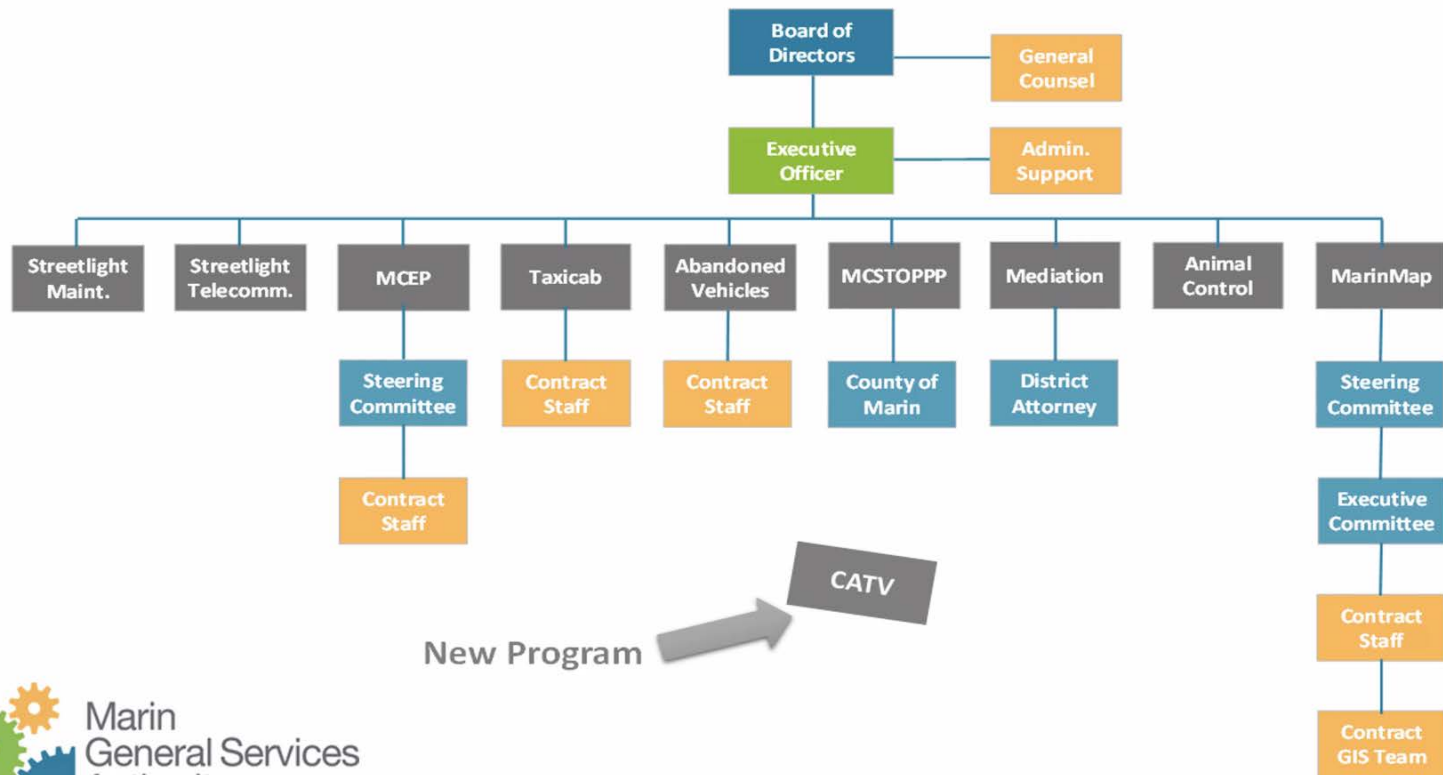 Board of
Directors
General
Counsel
Executive
Officer
Admin.
Support
Streetlight
Maint.
Streetlight
Telecomm.
MCEP
Taxicab
Abandoned
Vehicles
MCSTOPPP
Mediation
Animal
Control
MarinMap
Steering
Committee
Contract
Staff
Contract
Staff
County of
Marin
District
Attorney
Steering
Committee
Contract
Staff
Executive
Committee
CATV
New Program
Contract
Staff
Contract
GIS Team
Marin
General Services